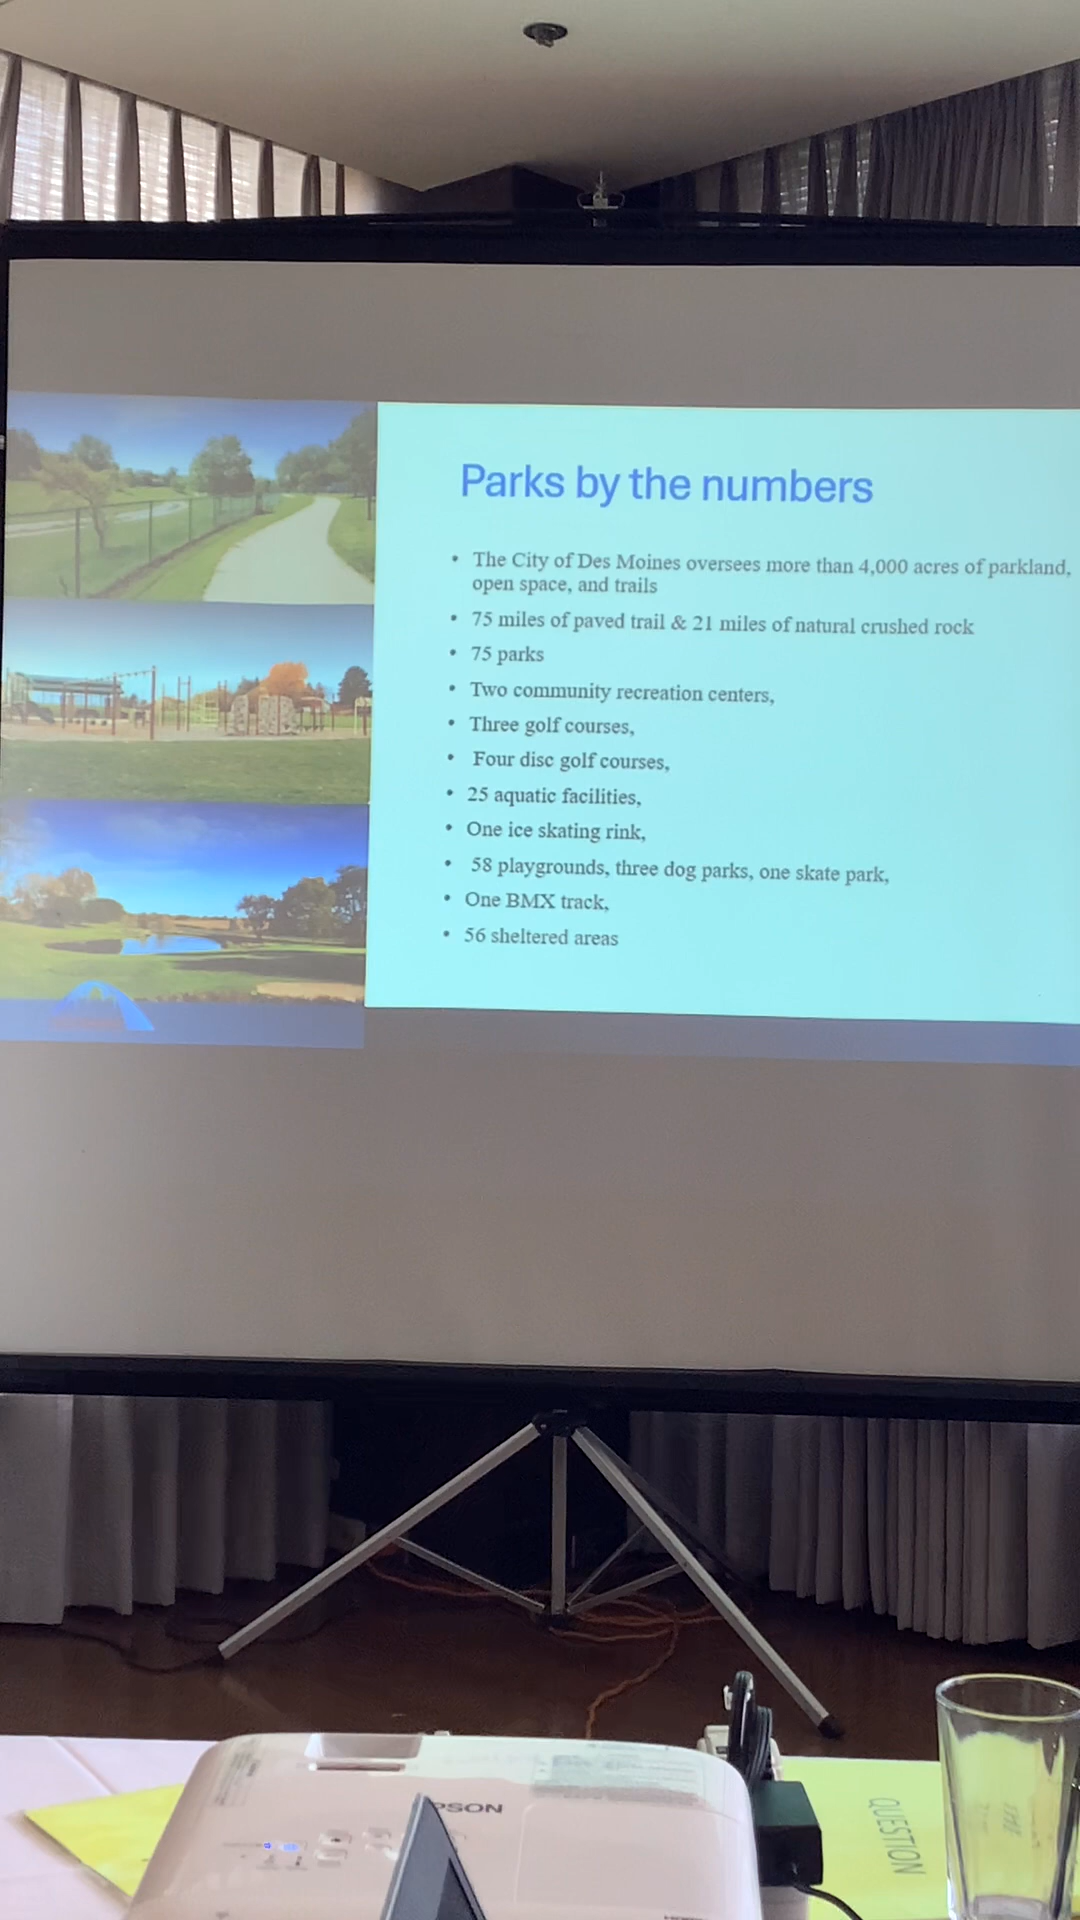 Parks by the numbers
• The City of Des Moines oversees more than 4,000 acres of parkland,
open space, and trails
• 75 miles of paved trail & 21 miles of natural crushed rock
• 75 parks
• Two community recreation centers,
• Three golf courses,
• Four disc golf courses,
• 25 aquatic facilities,
• One ice skating rink,
• 58 playgrounds, three dog parks, one skate park,
• One BMX track,
• 56 sheltered areas
PSON
QUESTION